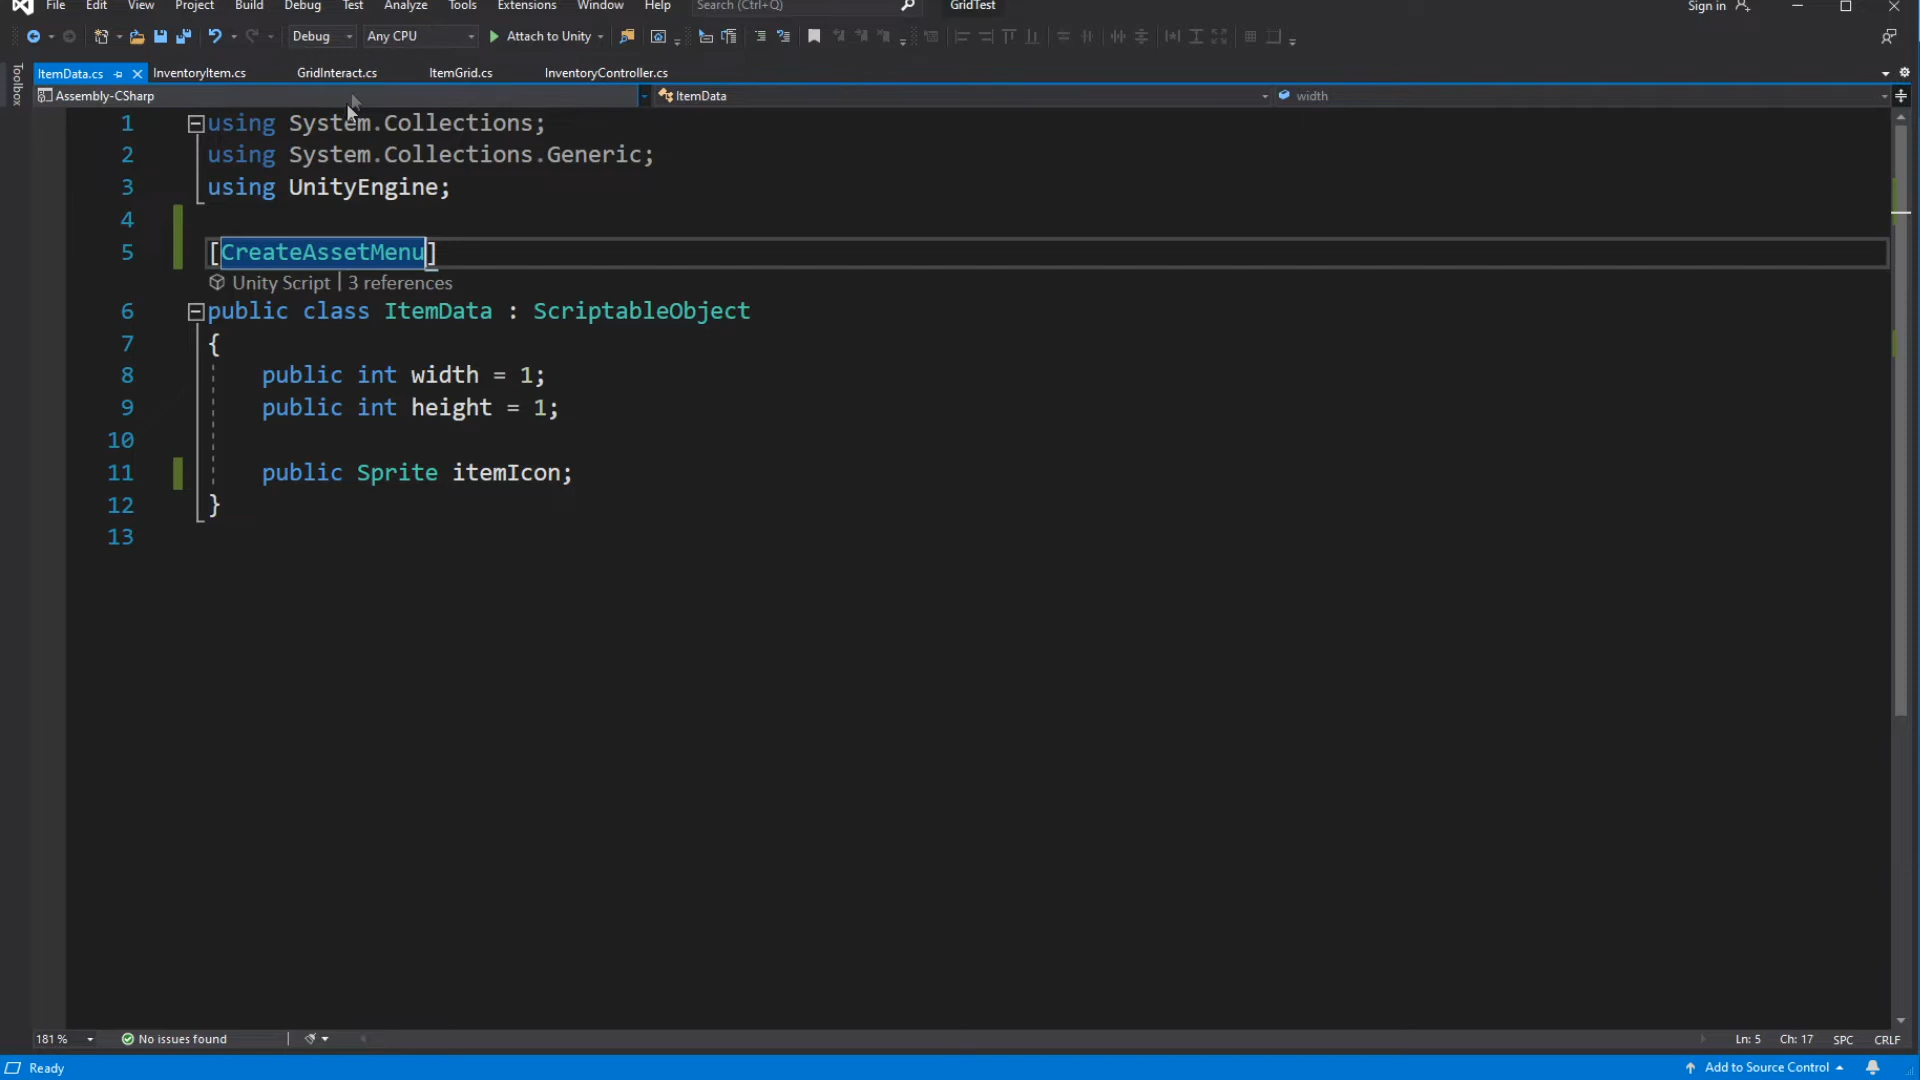 File Edit View Project Build Debug Test Analyze Tools Extensions Window Help Search (Ctrl+Q) GridTest Sign in
Debug Any CPU Attach to Unity
Toolbox
ItemData.cs InventoryItem.cs GridInteract.cs ItemGrid.cs InventoryController.cs
Assembly-CSharp ItemData width
1 using System.Collections;
2 using System.Collections.Generic;
3 using UnityEngine;
4
5 [CreateAssetMenu]
Unity Script | 3 references
6 public class ItemData : ScriptableObject
7 {
8 public int width = 1;
9 public int height = 1;
10
11 public Sprite itemIcon;
12 }
13
181 % No issues found Ln: 5 Ch: 17 SPC CRLF
Ready Add to Source Control